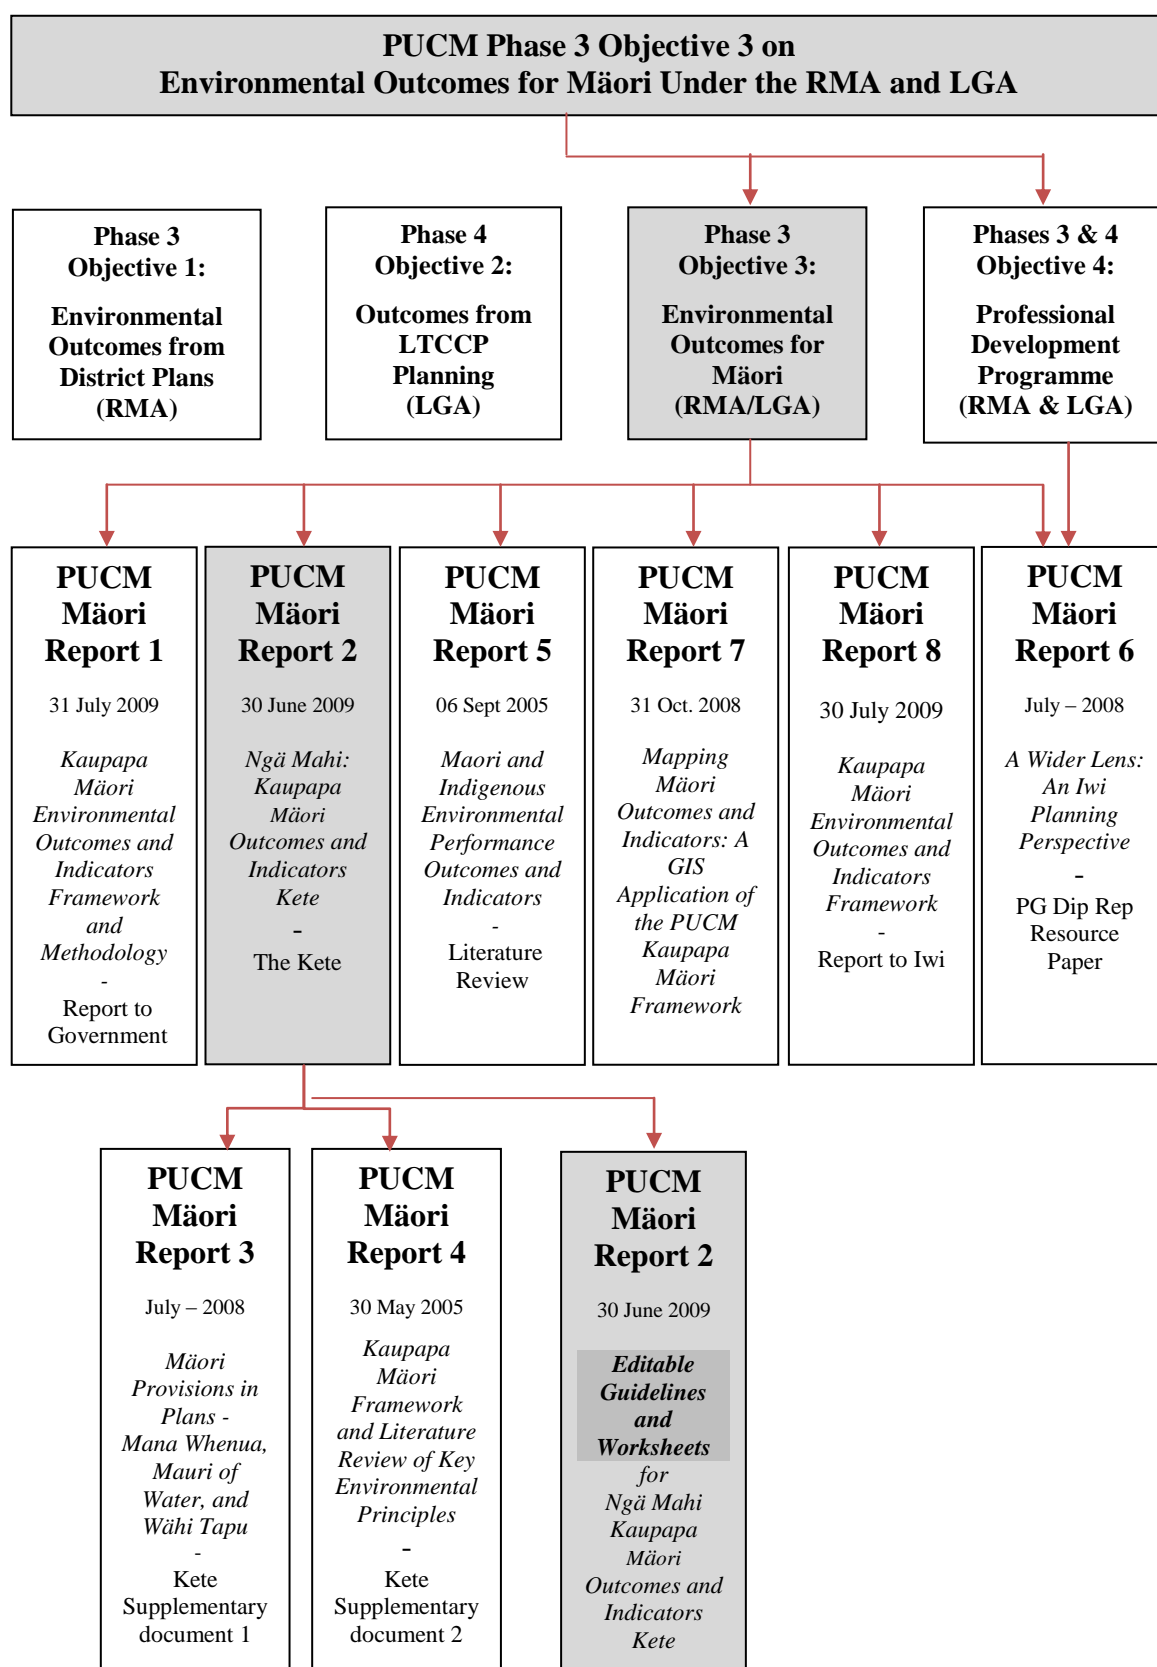 PUCM Phase 3 Objective 3 on
Environmental Outcomes for Mäori Under the RMA and LGA
Phase 3
Objective 1:
Environmental
Outcomes from
District Plans
(RMA)
Phase 4
Objective 2:
Outcomes from
LTCCP
Planning
(LGA)
Phase 3
Objective 3:
Environmental
Outcomes for
Mäori
(RMA/LGA)
Phases 3 & 4
Objective 4:
Professional
Development
Programme
(RMA & LGA)
PUCM
Mäori
Report 1
31 July 2009
Kaupapa
Mäori
Environmental
Outcomes and
Indicators
Framework
and
Methodology
-
Report to
Government
PUCM
Mäori
Report 2
30 June 2009
Ngä Mahi:
Kaupapa
Mäori
Outcomes and
Indicators
Kete
-
The Kete
PUCM
Mäori
Report 5
06 Sept 2005
Maori and
Indigenous
Environmental
Performance
Outcomes and
Indicators
-
Literature
Review
PUCM
Mäori
Report 7
31 Oct. 2008
Mapping
Mäori
Outcomes and
Indicators: A
GIS
Application of
the PUCM
Kaupapa
Mäori
Framework
PUCM
Mäori
Report 8
30 July 2009
Kaupapa
Mäori
Environmental
Outcomes and
Indicators
Framework
-
Report to Iwi
PUCM
Mäori
Report 6
July – 2008
A Wider Lens:
An Iwi
Planning
Perspective
-
PG Dip Rep
Resource
Paper
PUCM
Mäori
Report 3
July – 2008
Mäori
Provisions in
Plans -
Mana Whenua,
Mauri of
Water, and
Wähi Tapu
-
Kete
Supplementary
document 1
PUCM
Mäori
Report 4
30 May 2005
Kaupapa
Mäori
Framework
and Literature
Review of Key
Environmental
Principles
-
Kete
Supplementary
document 2
PUCM
Mäori
Report 2
30 June 2009
Editable
Guidelines
and
Worksheets
for
Ngä Mahi
Kaupapa
Mäori
Outcomes and
Indicators
Kete